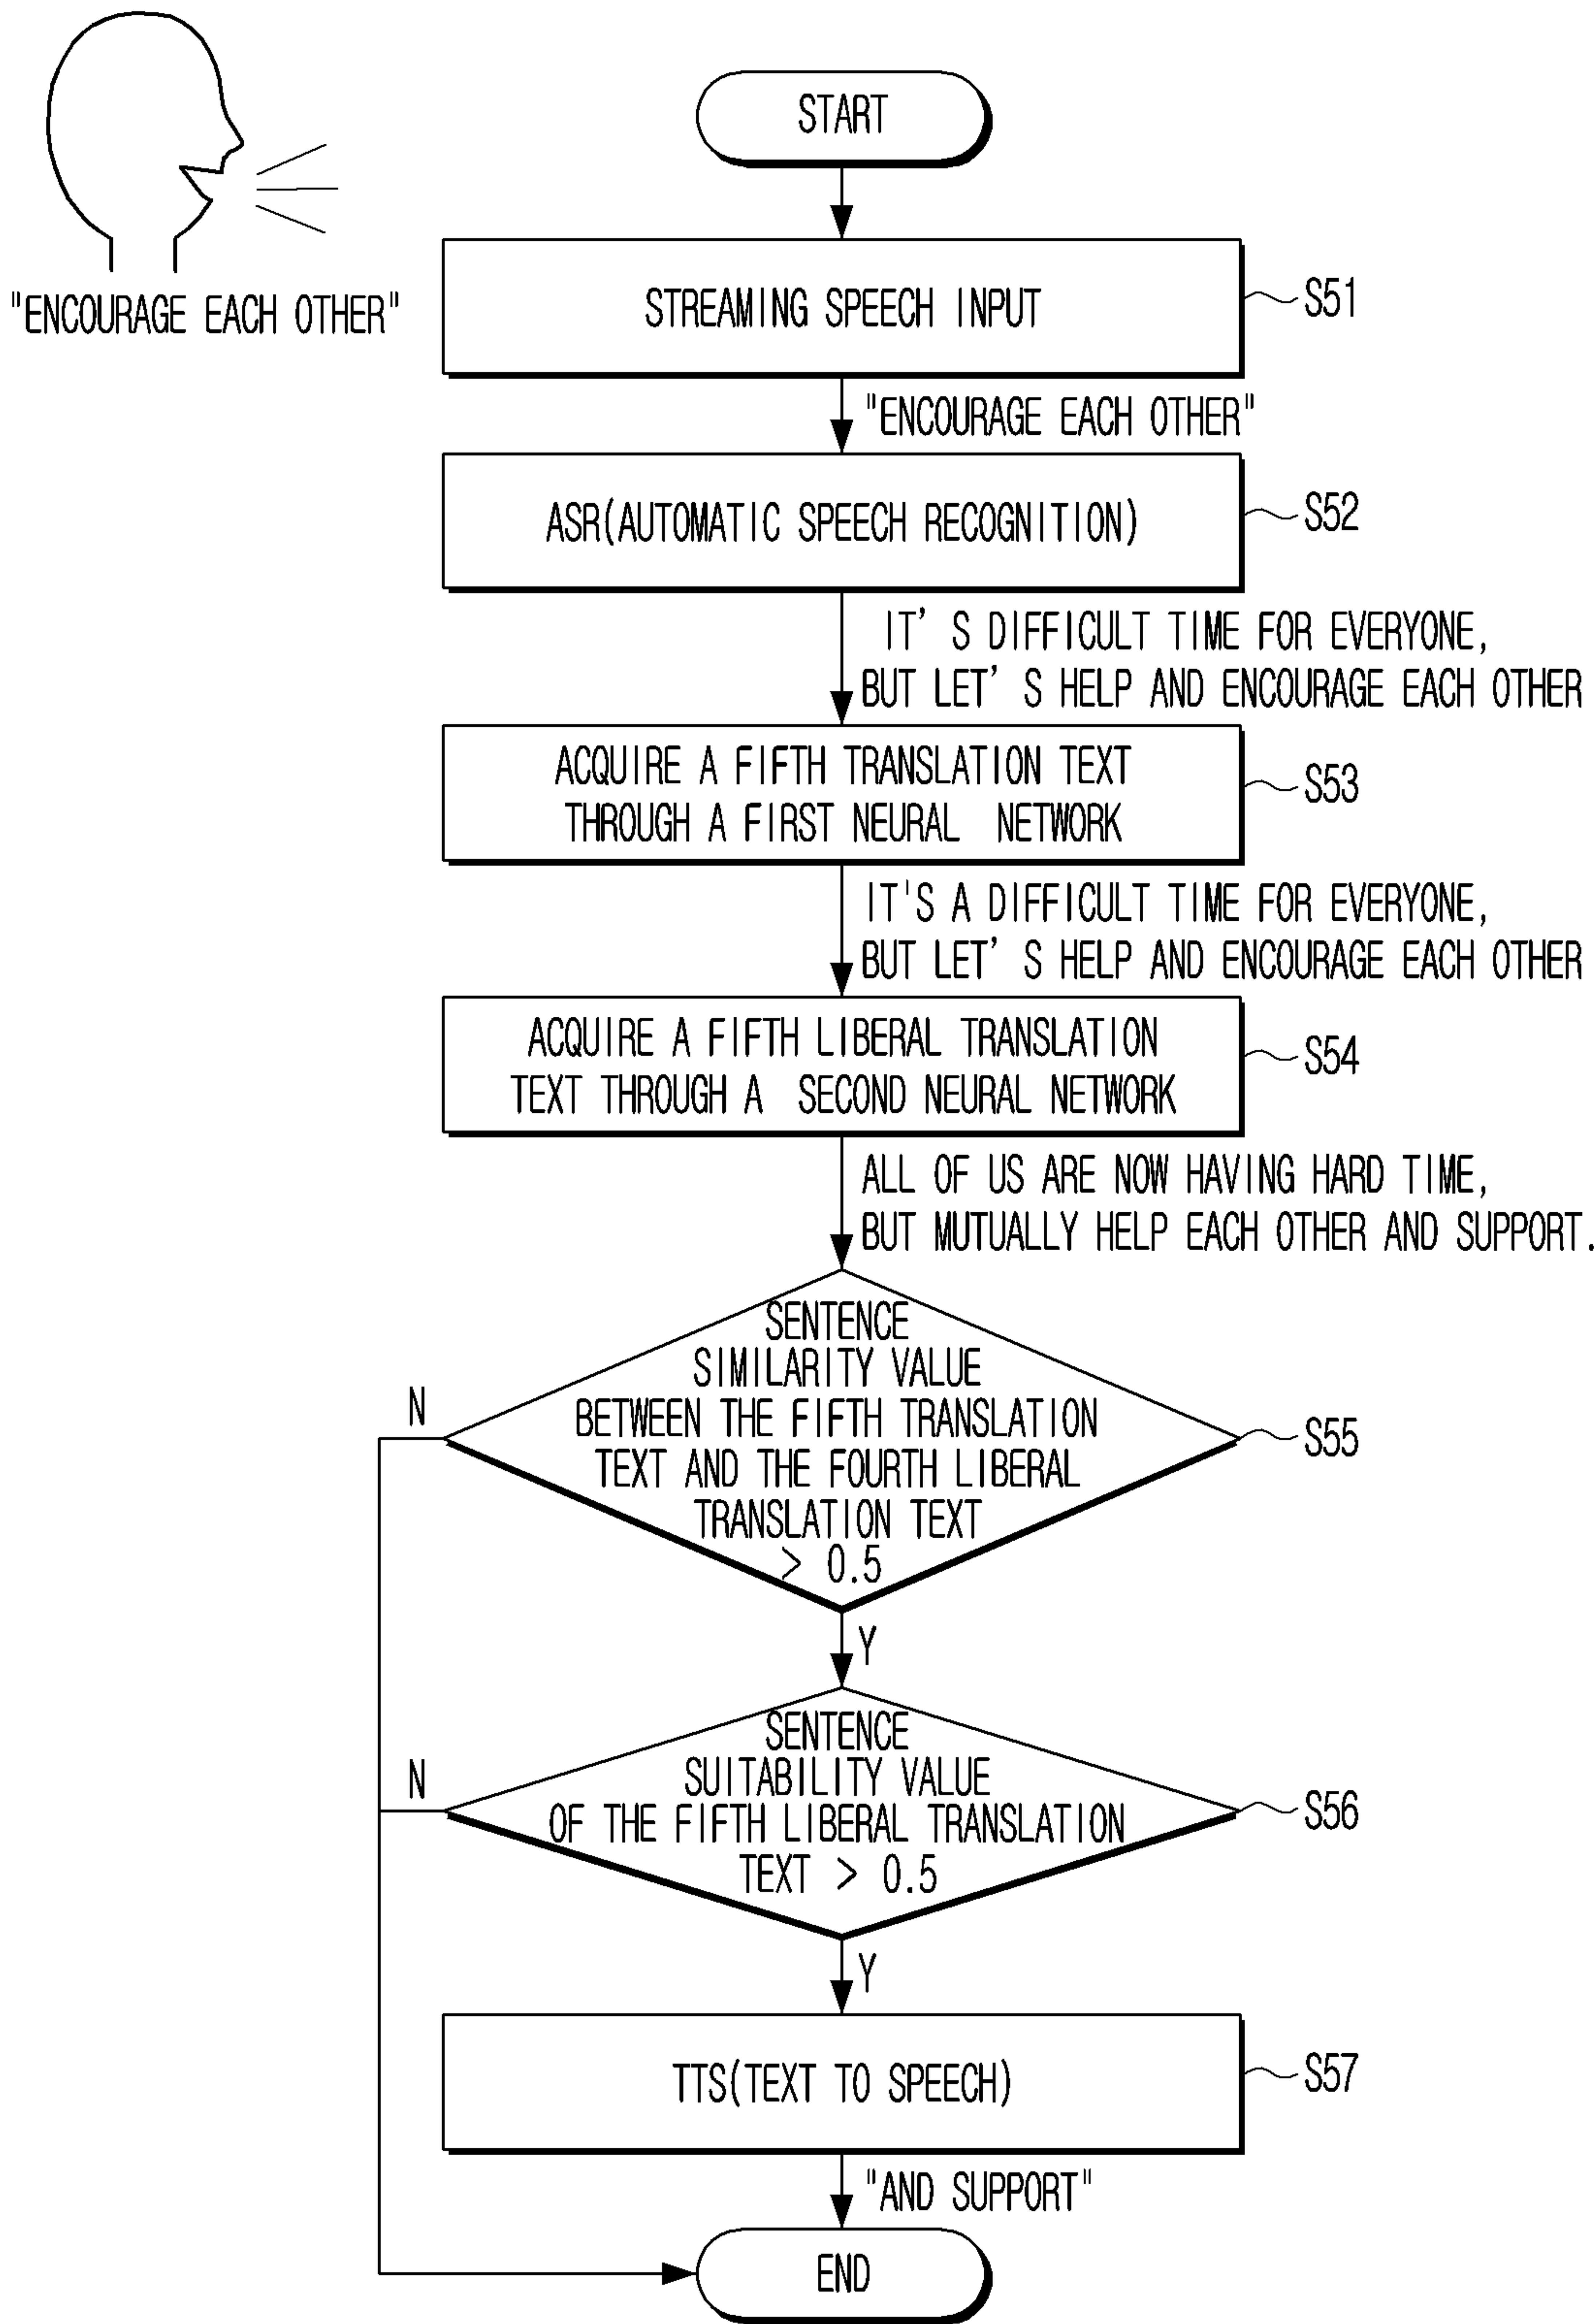 START
"ENCOURAGE EACH OTHER"
STREAMING SPEECH INPUT
S51
"ENCOURAGE EACH OTHER"
ASR(AUTOMATIC SPEECH RECOGNITION)
S52
IT'S DIFFICULT TIME FOR EVERYONE,
BUT LET'S HELP AND ENCOURAGE EACH OTHER
ACQUIRE A FIFTH TRANSLATION TEXT
THROUGH A FIRST NEURAL NETWORK
S53
IT'S A DIFFICULT TIME FOR EVERYONE,
BUT LET'S HELP AND ENCOURAGE EACH OTHER
ACQUIRE A FIFTH LIBERAL TRANSLATION
TEXT THROUGH A SECOND NEURAL NETWORK
S54
ALL OF US ARE NOW HAVING HARD TIME,
BUT MUTUALLY HELP EACH OTHER AND SUPPORT.
SENTENCE
SIMILARITY VALUE
BETWEEN THE FIFTH TRANSLATION
TEXT AND THE FOURTH LIBERAL
TRANSLATION TEXT
> 0.5
N
S55
Y
SENTENCE
SUITABILITY VALUE
OF THE FIFTH LIBERAL TRANSLATION
TEXT > 0.5
N
S56
Y
TTS(TEXT TO SPEECH)
S57
"AND SUPPORT"
END